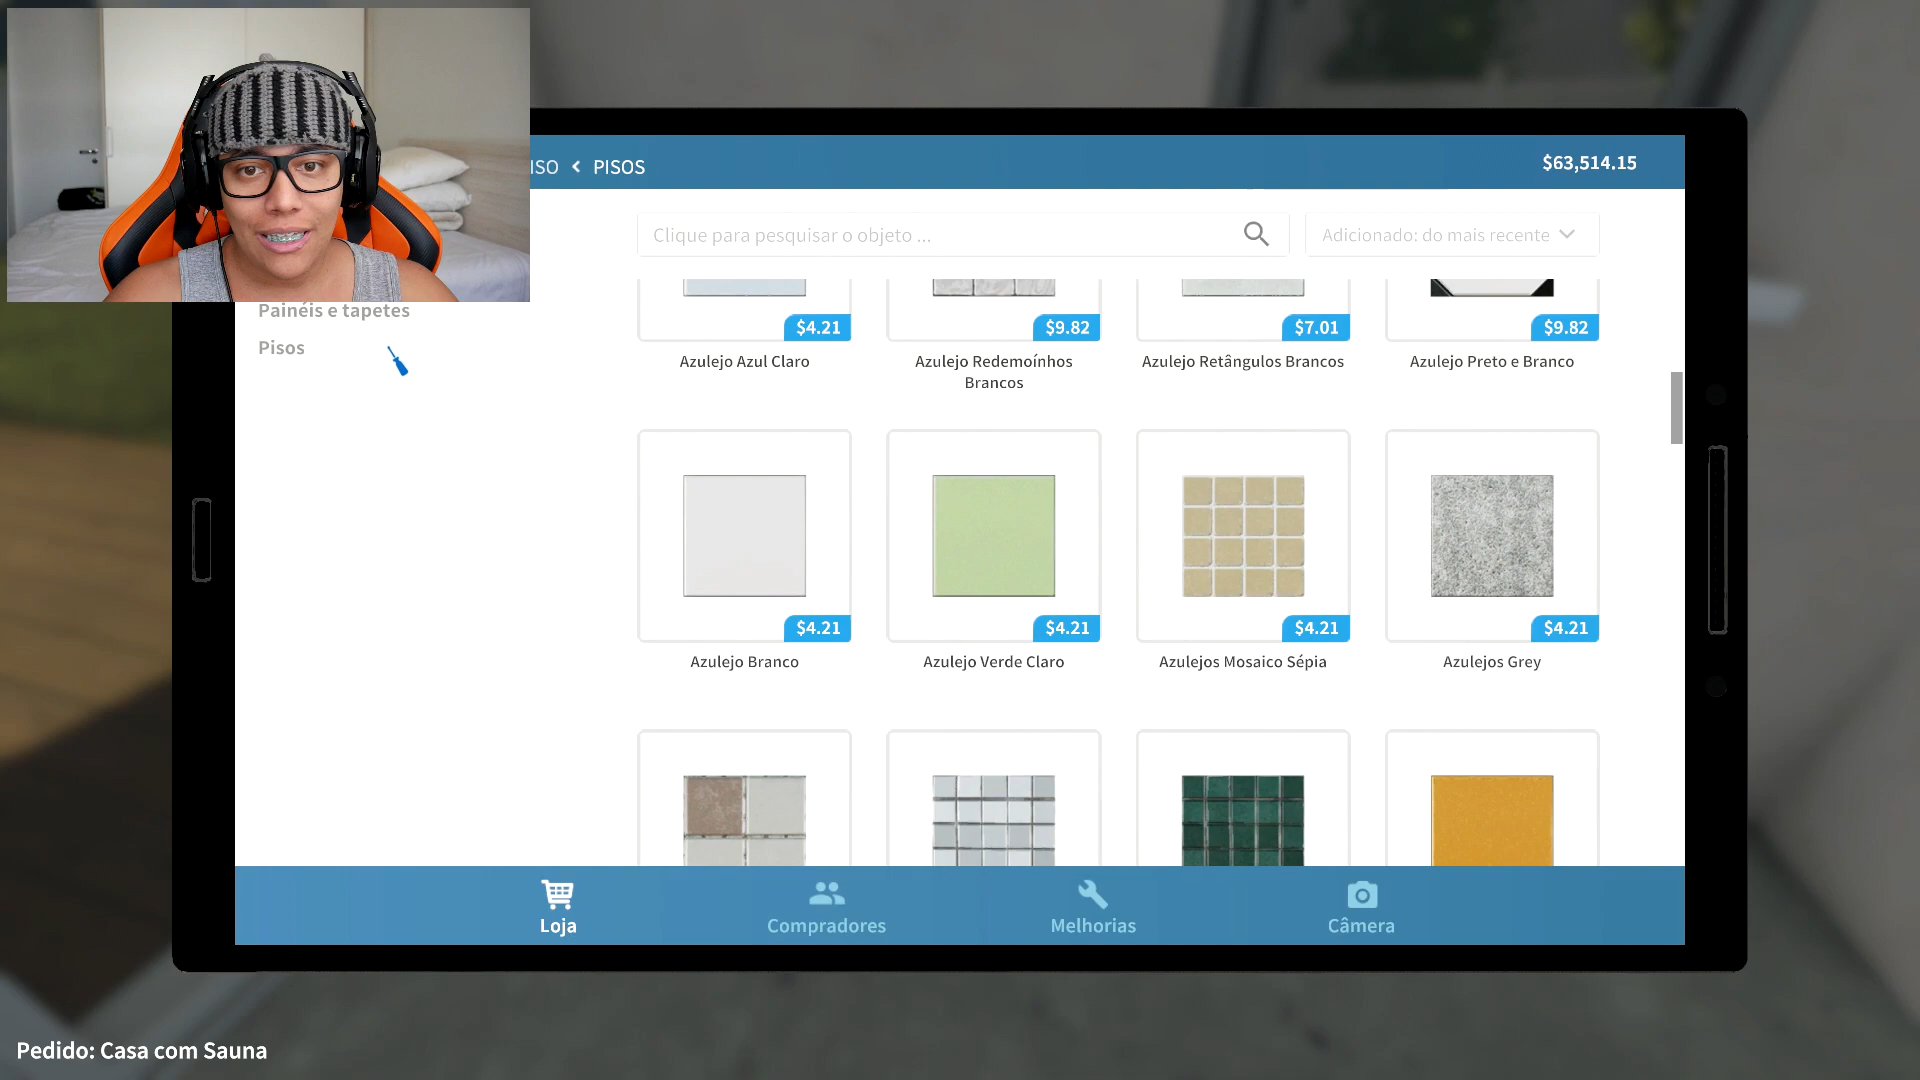 ISO < PISOS
$63,514.15
Clique para pesquisar o objeto ...
Adicionado: do mais recente
Painéis e tapetes
Pisos
$4.21
$9.82
$7.01
$9.82
Azulejo Azul Claro
Azulejo Redemoínhos
Brancos
Azulejo Retângulos Brancos
Azulejo Preto e Branco
$4.21
$4.21
$4.21
$4.21
Azulejo Branco
Azulejo Verde Claro
Azulejos Mosaico Sépia
Azulejos Grey
Loja
Compradores
Melhorias
Câmera
Pedido: Casa com Sauna